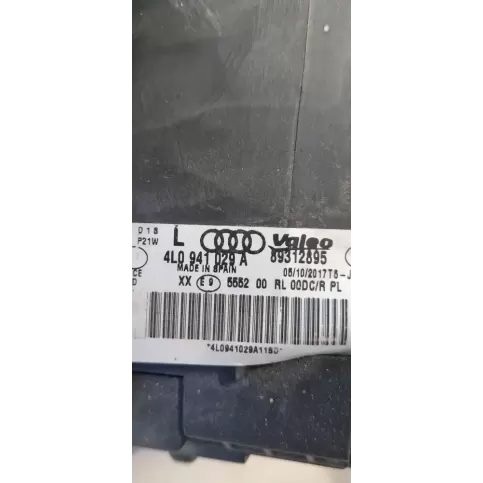 D1S L Valeo
P21W 4L0 941 029 A 89312895
MADE IN SPAIN 05/10/2017T6-J
XX E9 5552 00 RL 00DC/R PL
*4L0941029A11SD*